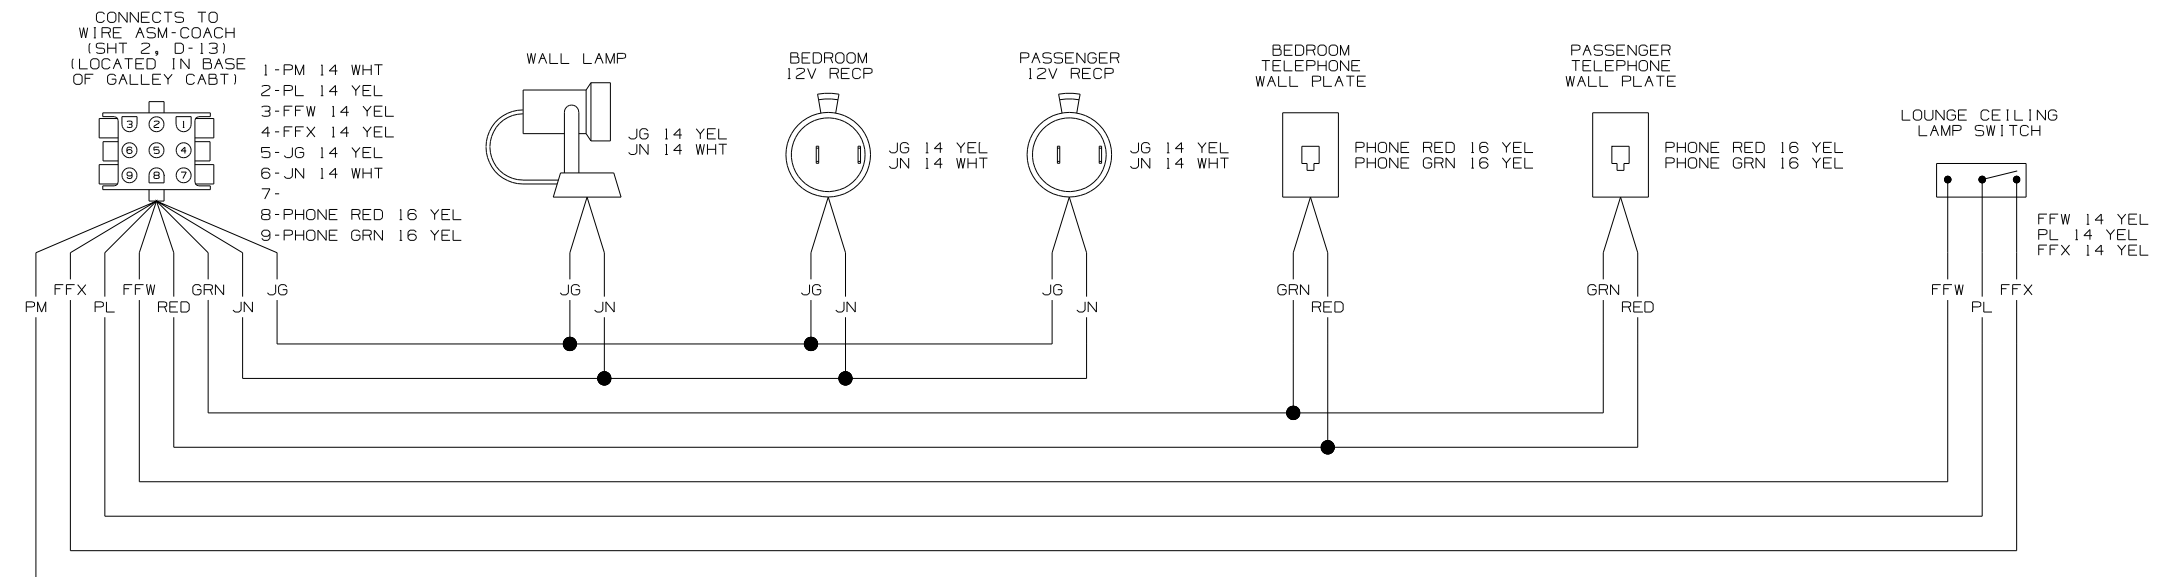 CONNECTS TO
WIRE ASM-COACH
(SHT 2, D-13)
(LOCATED IN BASE
OF GALLEY CABT)
1-PM 14 WHT
2-PL 14 YEL
3-FFW 14 YEL
4-FFX 14 YEL
5-JG 14 YEL
6-JN 14 WHT
7-
8-PHONE RED 16 YEL
9-PHONE GRN 16 YEL
3 2 1
6 5 4
9 8 7
WALL LAMP
JG 14 YEL
JN 14 WHT
BEDROOM
12V RECP
JG 14 YEL
JN 14 WHT
PASSENGER
12V RECP
JG 14 YEL
JN 14 WHT
BEDROOM
TELEPHONE
WALL PLATE
PHONE RED 16 YEL
PHONE GRN 16 YEL
PASSENGER
TELEPHONE
WALL PLATE
PHONE RED 16 YEL
PHONE GRN 16 YEL
LOUNGE CEILING
LAMP SWITCH
FFW 14 YEL
PL 14 YEL
FFX 14 YEL
FFX FFW GRN JG
PM PL RED JN
JG
JN
JG
JN
JG
JN
GRN
RED
GRN
RED
FFW FFX
PL